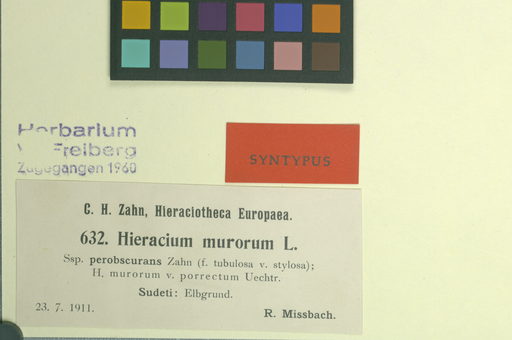 Herbarium
Freiberg
Zugegangen 1960
SYNTYPUS
C. H. Zahn, Hieraciotheca Europaea.
632. Hieracium murorum L.
Ssp. perobscurans Zahn (f. tubulosa v. stylosa);
H. murorum v. porrectum Uechtr.
Sudeti: Elbgrund.
23. 7. 1911.
R. Missbach.